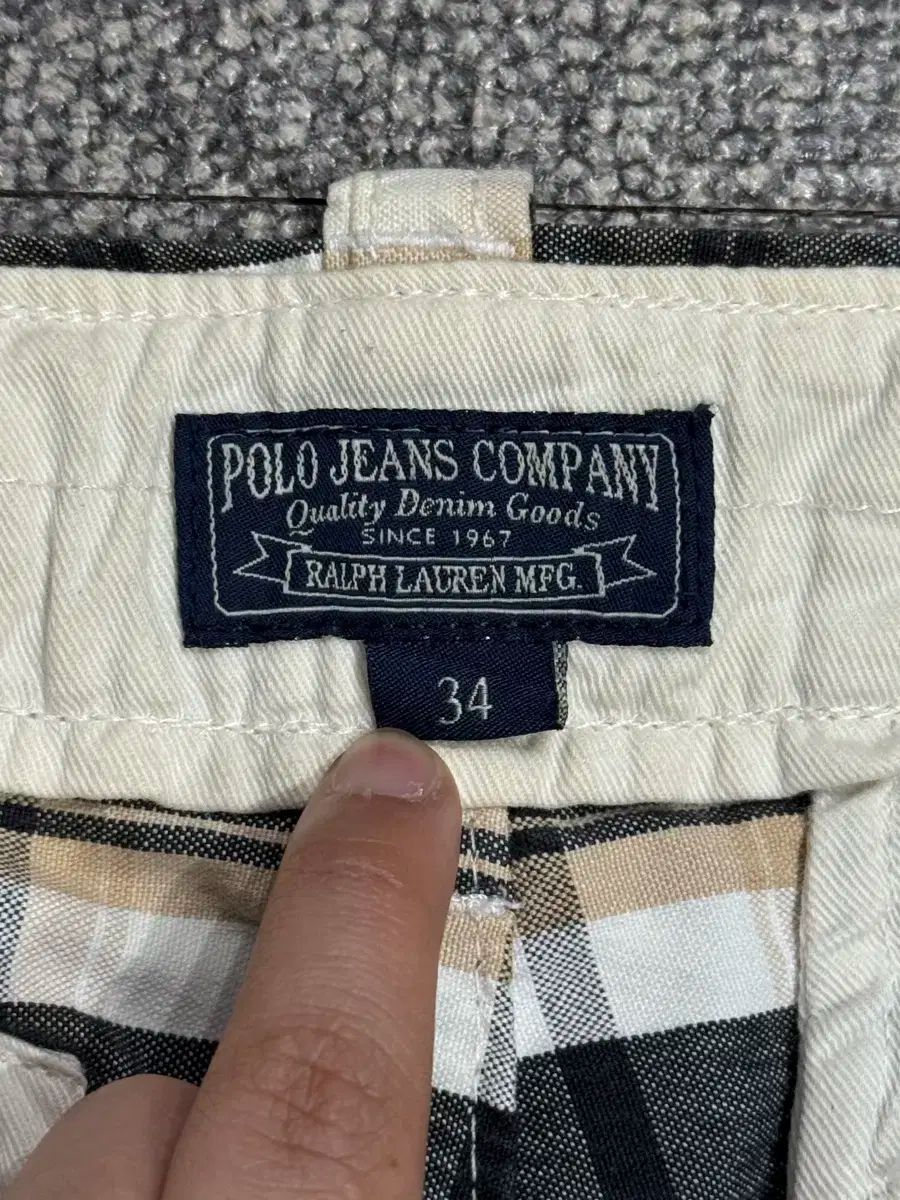 POLO JEANS COMPANY
Quality Denim Goods
SINCE 1967
RALPH LAUREN MFG.
34